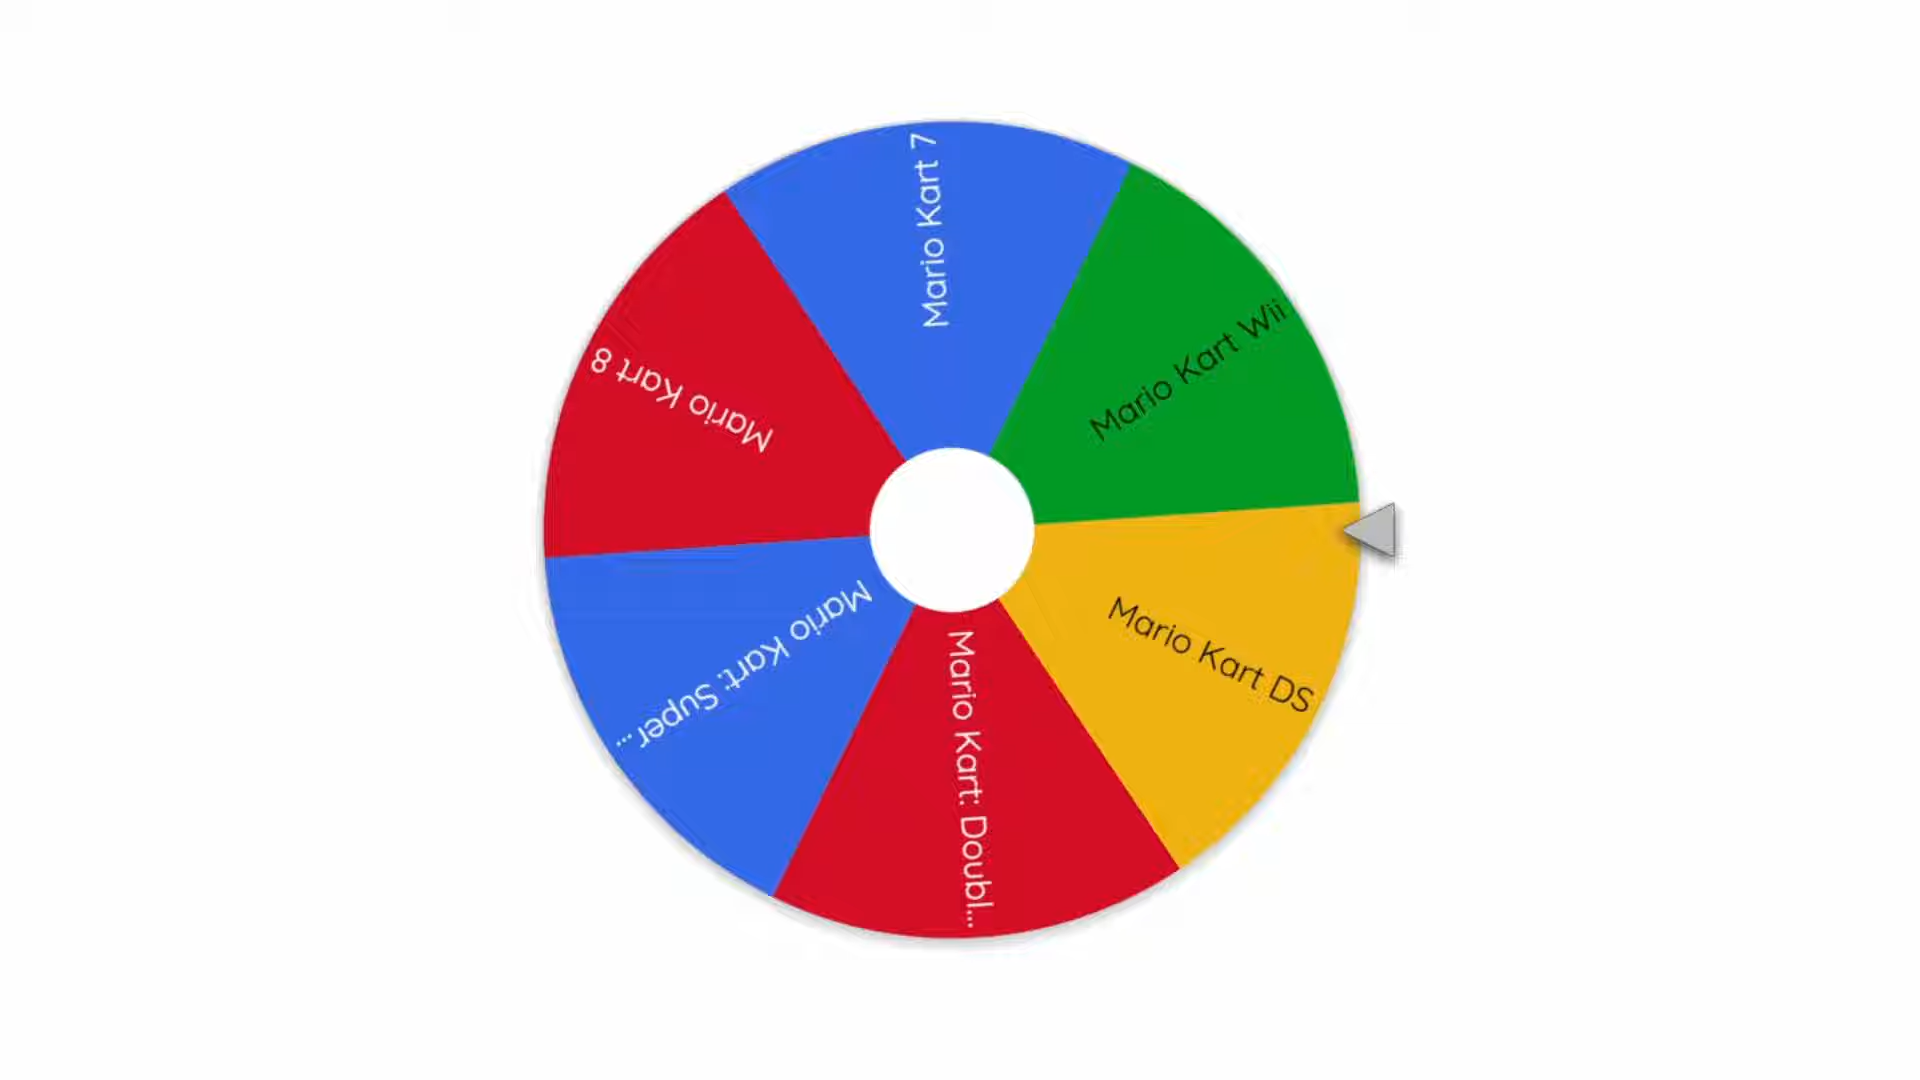 Mario Kart 7
Mario Kart Wii
Mario Kart DS
Mario Kart: Doubl...
Mario Kart: Super...
Mario Kart 8